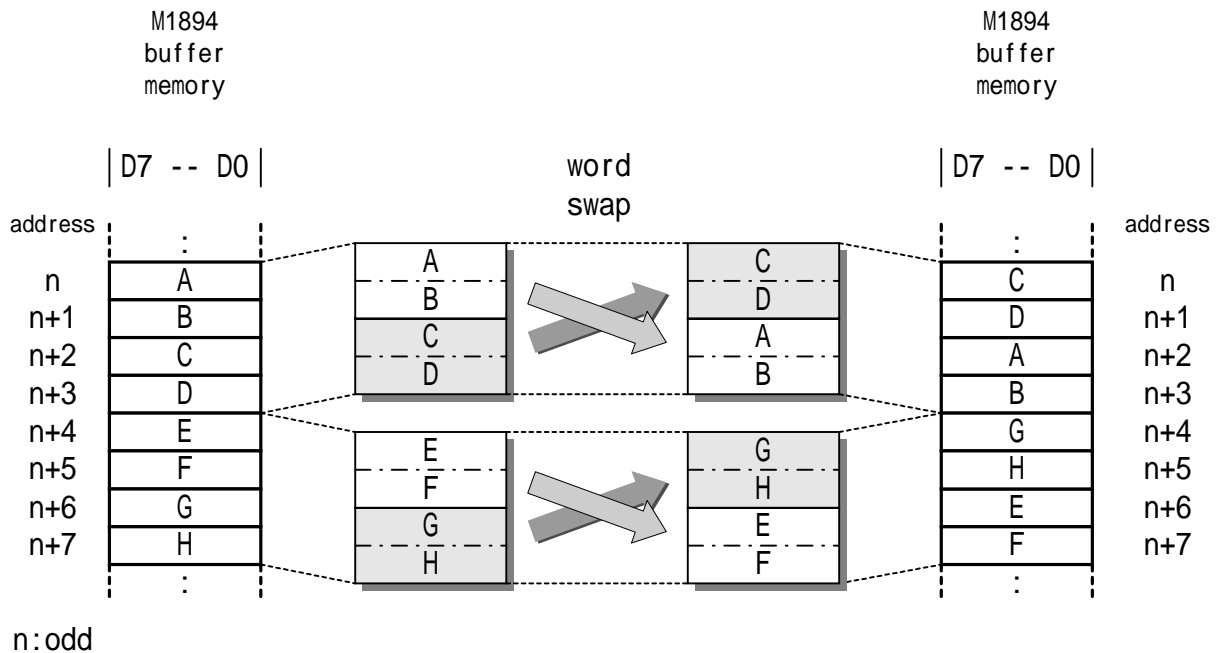 M1894 buffer memory
M1894 buffer memory
| D7 -- D0 |
word swap
| D7 -- D0 |
address
address
:
:
n A A C C n
n+1 B B D D n+1
n+2 C C A A n+2
n+3 D D B B n+3
n+4 E E G G n+4
n+5 F F H H n+5
n+6 G G E E n+6
n+7 H H F F n+7
:
:
n:odd